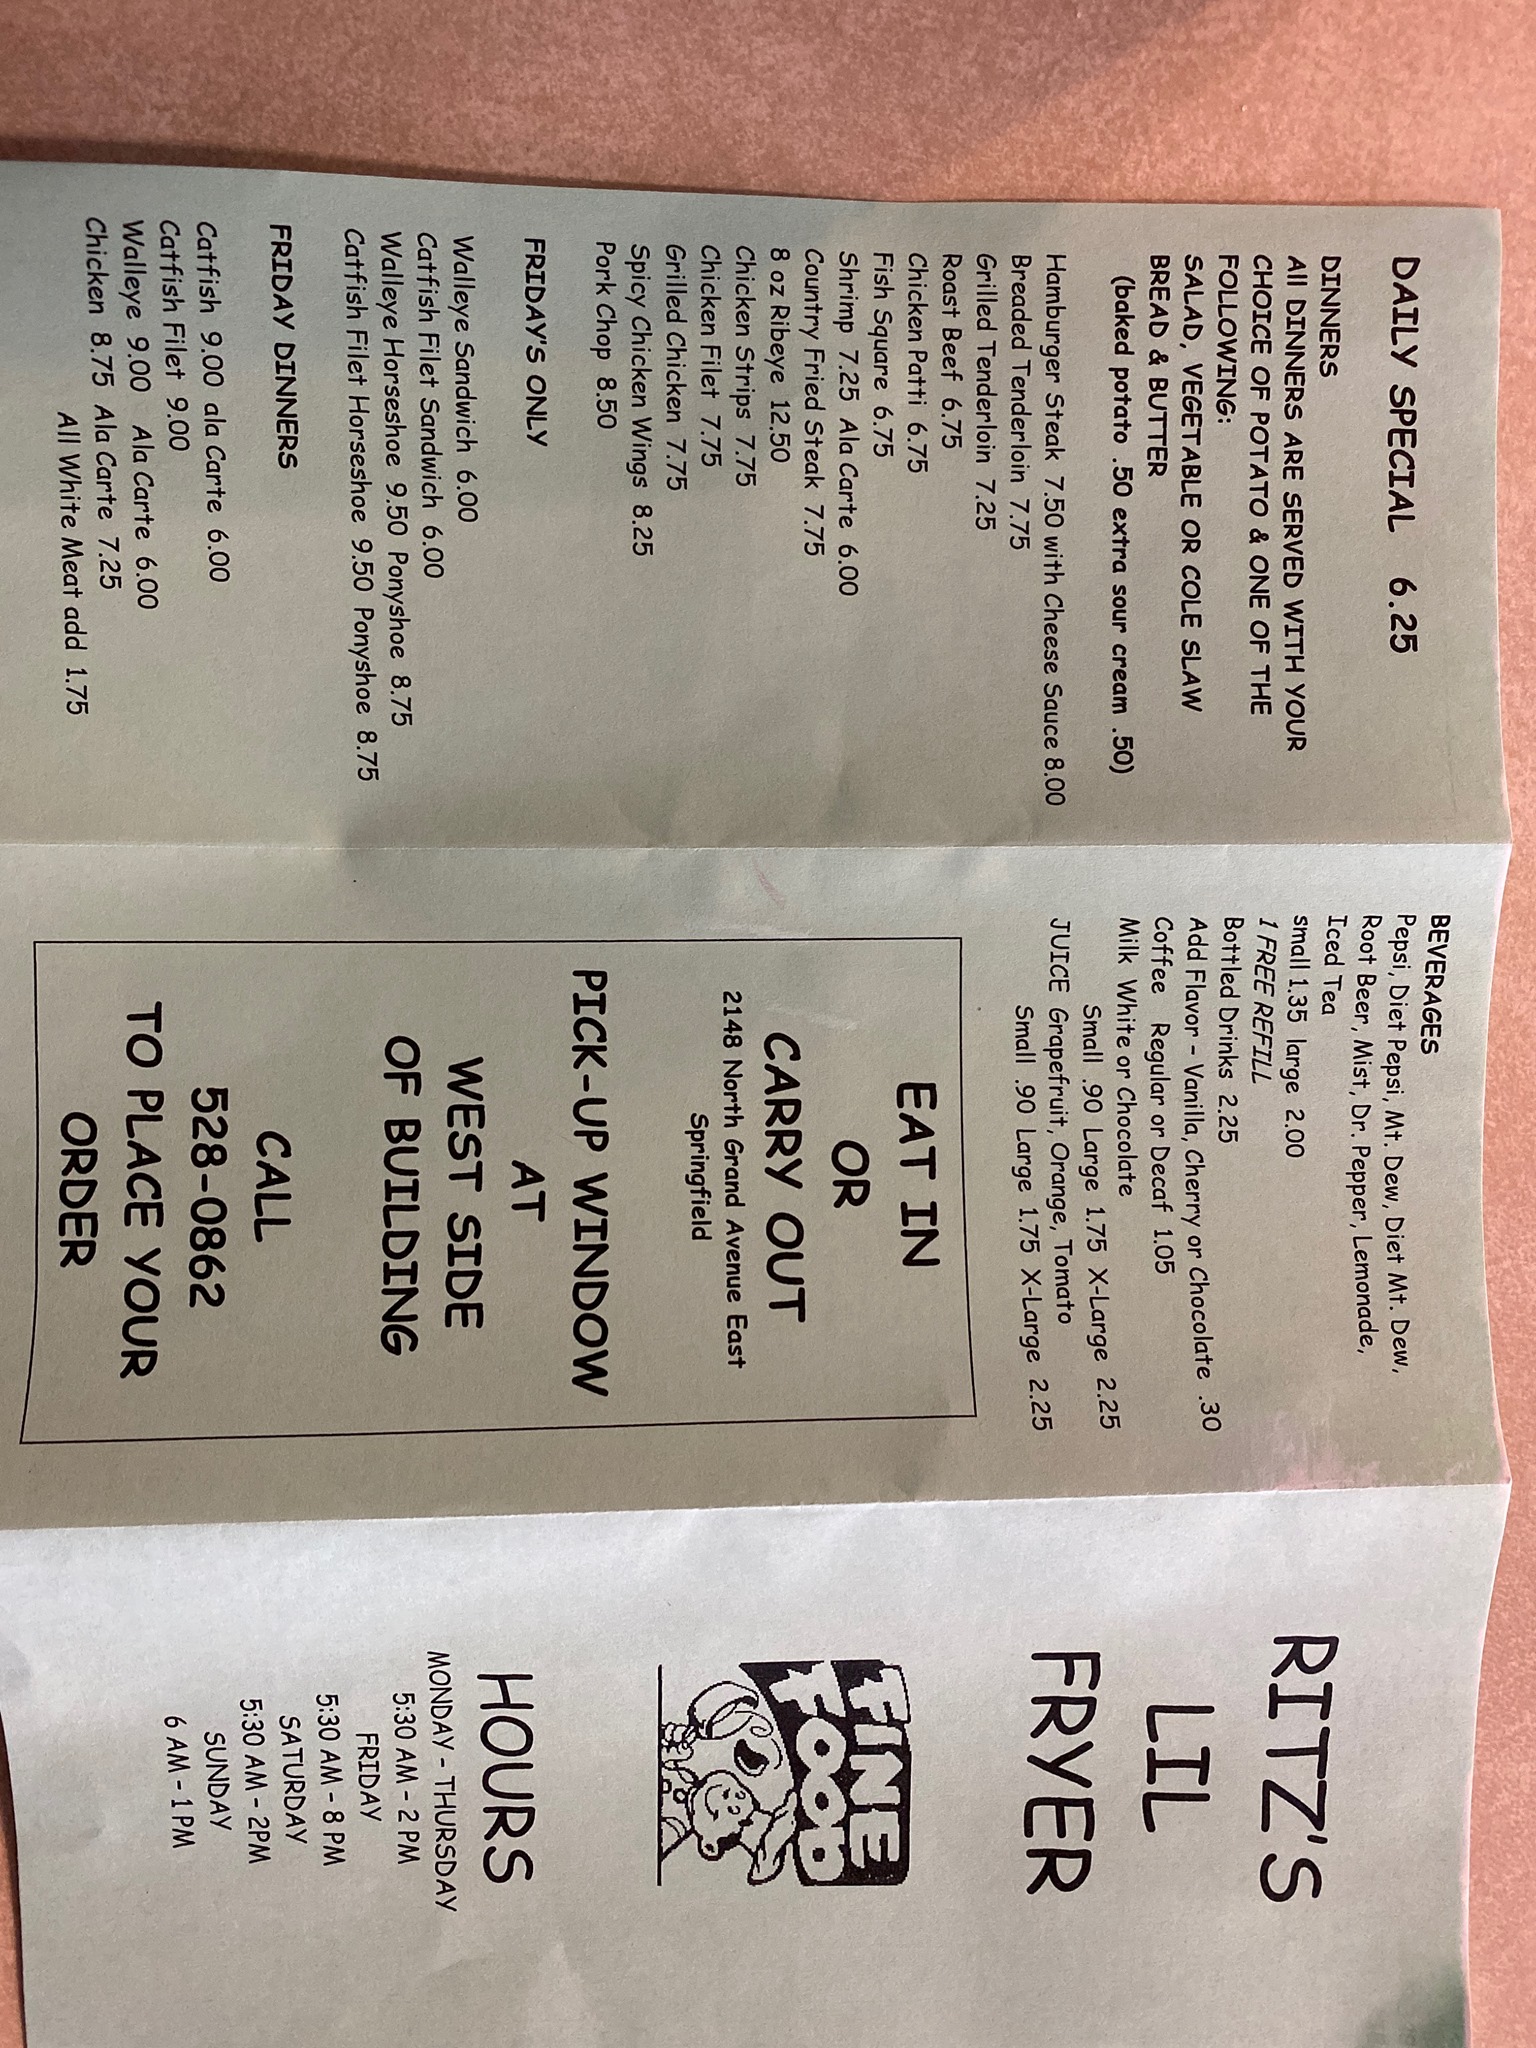 DAILY SPECIAL 6.25
DINNERS
All DINNERS ARE SERVED WITH YOUR
CHOICE OF POTATO & ONE OF THE
FOLLOWING:
SALAD, VEGETABLE OR COLE SLAW
BREAD & BUTTER
(baked potato .50 extra sour cream .50)
Hamburger Steak 7.50 with Cheese Sauce 8.00
Breaded Tenderloin 7.75
Grilled Tenderloin 7.25
Roast Beef 6.75
Chicken Patti 6.75
Fish Square 6.75
Shrimp 7.25 Ala Carte 6.00
Country Fried Steak 7.75
8 oz Ribeye 12.50
Chicken Strips 7.75
Chicken Filet 7.75
Grilled Chicken 7.75
Spicy Chicken Wings 8.25
Pork Chop 8.50
FRIDAY'S ONLY
Walleye Sandwich 6.00
Catfish Filet Sandwich 6.00
Walleye Horseshoe 9.50 Ponyshoe 8.75
Catfish Filet Horseshoe 9.50 Ponyshoe 8.75
FRIDAY DINNERS
Catfish 9.00 ala Carte 6.00
Catfish Filet 9.00
Walleye 9.00 Ala Carte 6.00
Chicken 8.75 Ala Carte 7.25
All White Meat add 1.75
BEVERAGES
Pepsi, Diet Pepsi, Mt. Dew, Diet Mt. Dew,
Root Beer, Mist, Dr. Pepper, Lemonade,
Iced Tea
small 1.35 large 2.00
1 FREE REFILL
Bottled Drinks 2.25
Add Flavor - Vanilla, Cherry or Chocolate .30
Coffee Regular or Decaf 1.05
Milk White or Chocolate
Small .90 Large 1.75 X-Large 2.25
JUICE Grapefruit, Orange, Tomato
Small .90 Large 1.75 X-Large 2.25
EAT IN
OR
CARRY OUT
2148 North Grand Avenue East
Springfield
PICK-UP WINDOW
AT
WEST SIDE
OF BUILDING
CALL
528-0862
TO PLACE YOUR
ORDER
RITZ'S
LIL
FRYER
FINE
FOOD
HOURS
MONDAY - THURSDAY
5:30 AM - 2 PM
FRIDAY
5:30 AM - 8 PM
SATURDAY
5:30 AM - 2PM
SUNDAY
6 AM - 1 PM